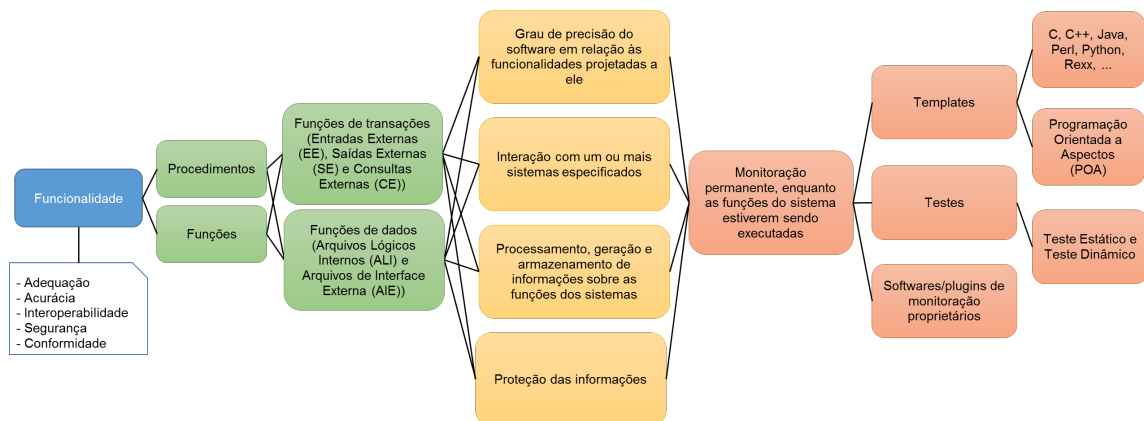 Funcionalidade
- Adequação
- Acurácia
- Interoperabilidade
- Segurança
- Conformidade
Procedimentos
Funções
Funções de transações
(Entradas Externas
(EE), Saídas Externas
(SE) e Consultas
Externas (CE))
Funções de dados
(Arquivos Lógicos
Internos (ALI) e
Arquivos de Interface
Externa (AIE))
Grau de precisão do
software em relação às
funcionalidades projetadas a
ele
Interação com um ou mais
sistemas especificados
Processamento, geração e
armazenamento de
informações sobre as
funções dos sistemas
Proteção das informações
Monitoração
permanente, enquanto
as funções do sistema
estiverem sendo
executadas
Templates
Testes
Softwares/plugins de
monitoração
proprietários
C, C++, Java,
Perl, Python,
Rexx, ...
Programação
Orientada a
Aspectos
(POA)
Teste Estático e
Teste Dinâmico